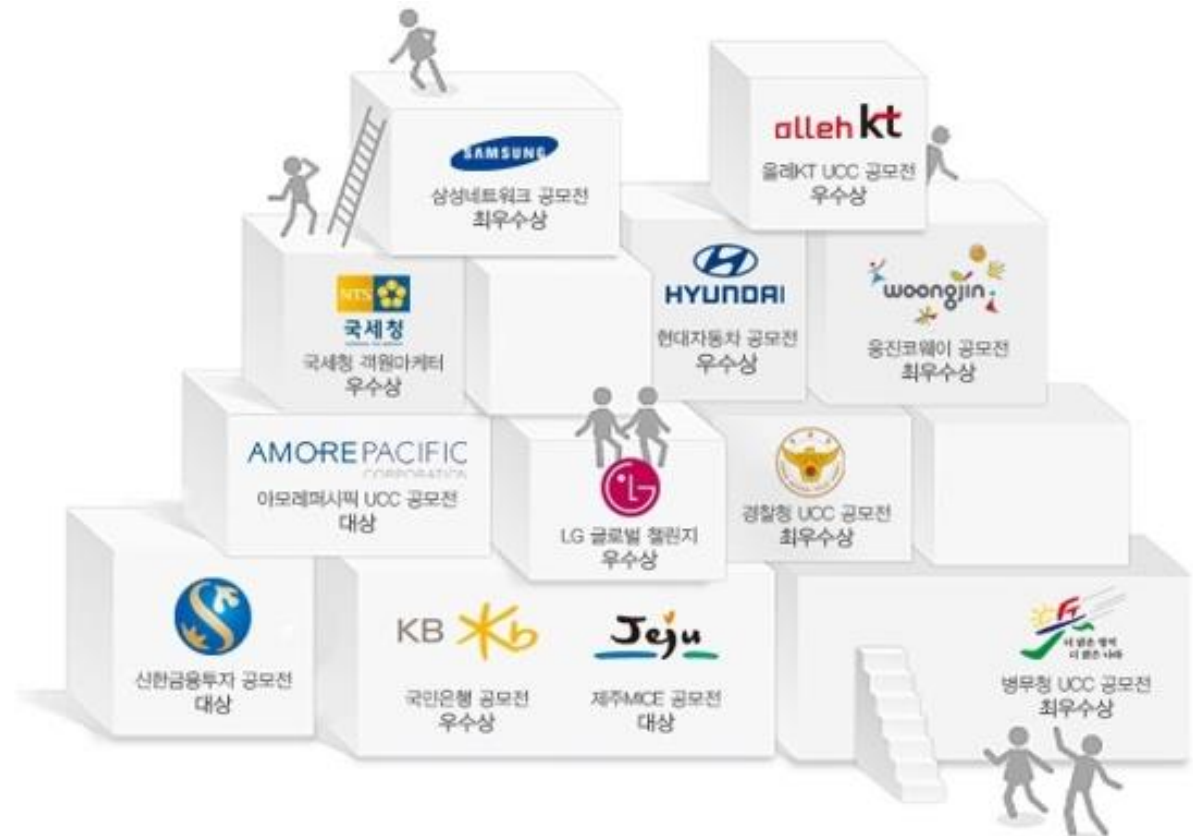 SAMSUNG
삼성네트워크 공모전
최우수상
olleh kt
올레KT UCC 공모전
우수상
NTS
국세청
국세청 객원마케터
우수상
HYUNDAI
현대자동차 공모전
우수상
woongjin
웅진코웨이 공모전
최우수상
AMOREPACIFIC
CORPORATION
아모레퍼시픽 UCC 공모전
대상
LG 글로벌 챌린지
우수상
경찰청 UCC 공모전
최우수상
신한금융투자 공모전
대상
KB
국민은행 공모전
우수상
Jeju
제주MICE 공모전
대상
병무청 UCC 공모전
최우수상